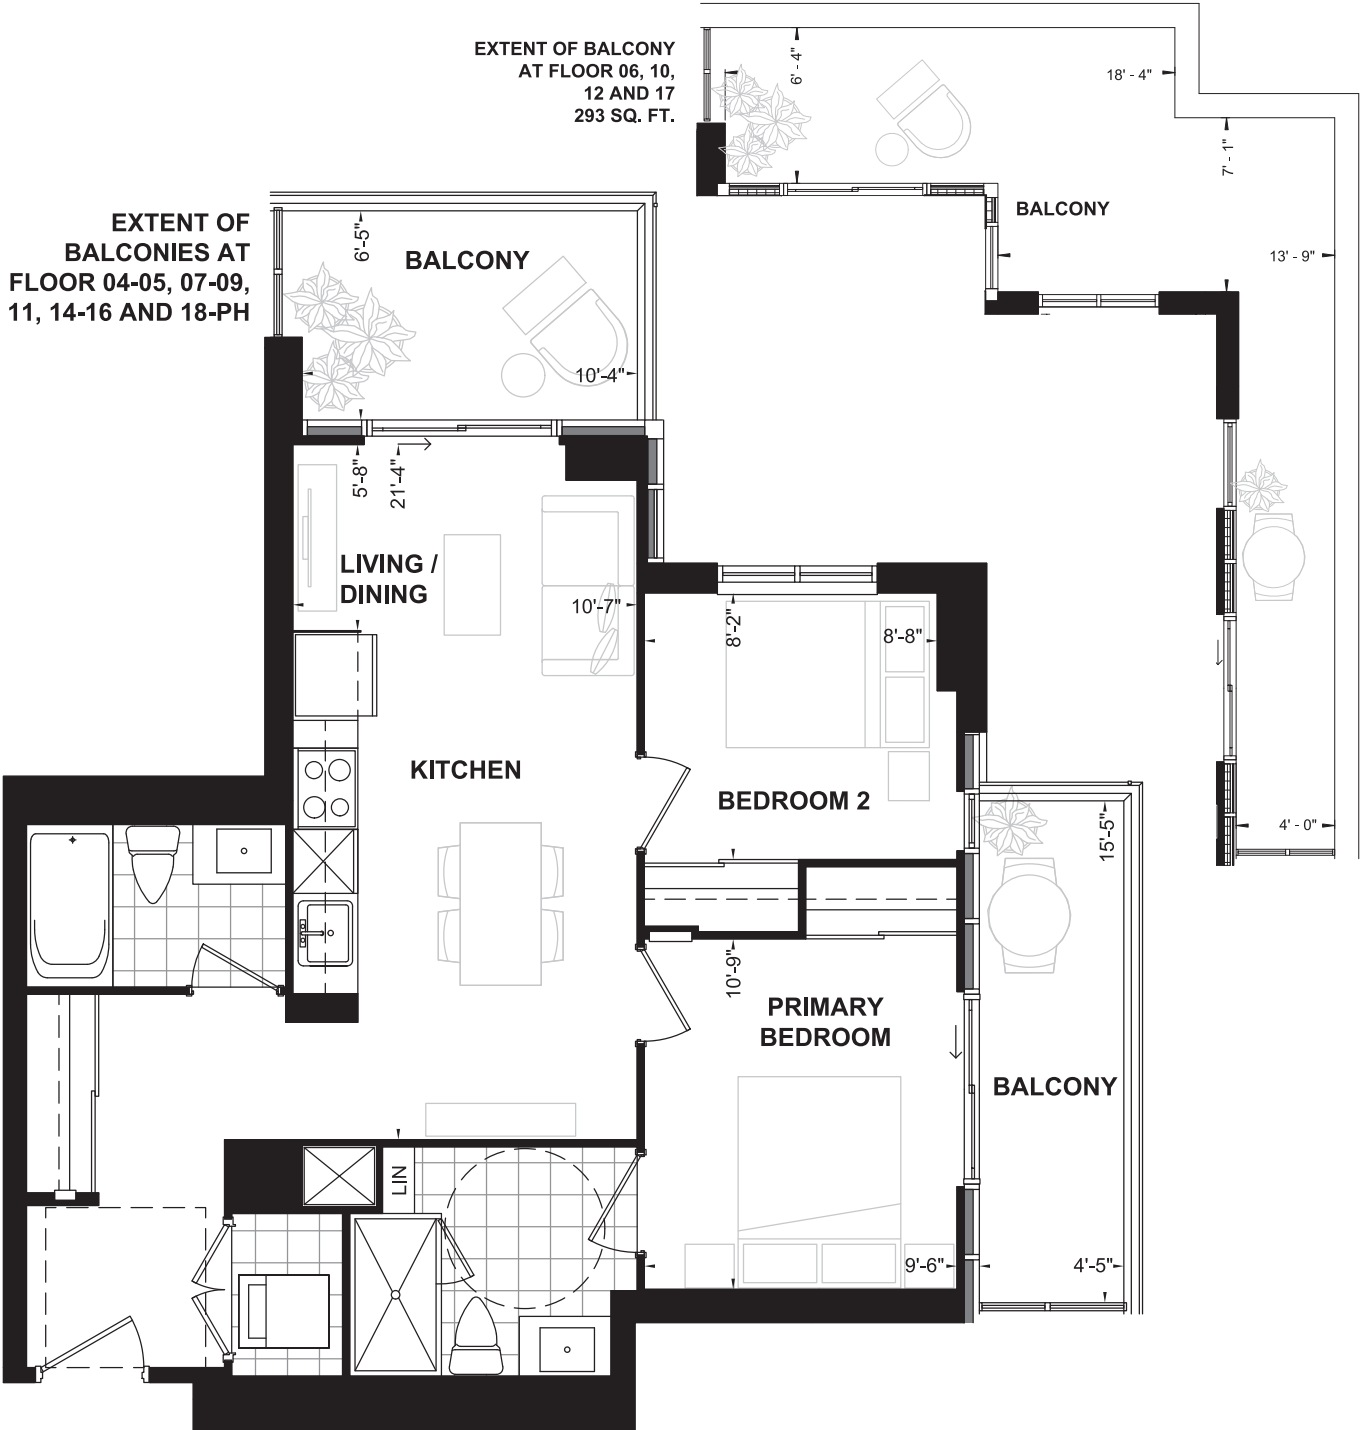 EXTENT OF BALCONY
AT FLOOR 06, 10,
12 AND 17
293 SQ. FT.
6' - 4"
18' - 4"
7' - 1"
BALCONY
13' - 9"
4' - 0"
EXTENT OF
BALCONIES AT
FLOOR 04-05, 07-09,
11, 14-16 AND 18-PH
6'-5"
BALCONY
10'-4"
5'-8"
21'-4"
LIVING /
DINING
10'-7"
8'-2"
8'-8"
KITCHEN
BEDROOM 2
15'-5"
10'-9"
PRIMARY
BEDROOM
BALCONY
LIN
9'-6"
4'-5"